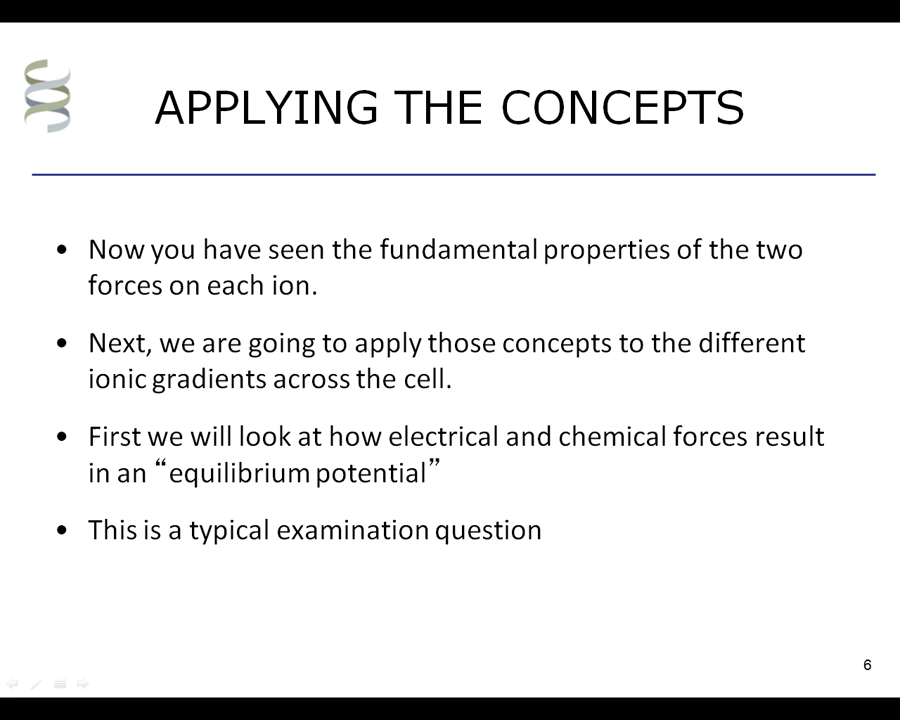 APPLYING THE CONCEPTS
• Now you have seen the fundamental properties of the two
forces on each ion.
• Next, we are going to apply those concepts to the different
ionic gradients across the cell.
• First we will look at how electrical and chemical forces result
in an “equilibrium potential”
• This is a typical examination question
6